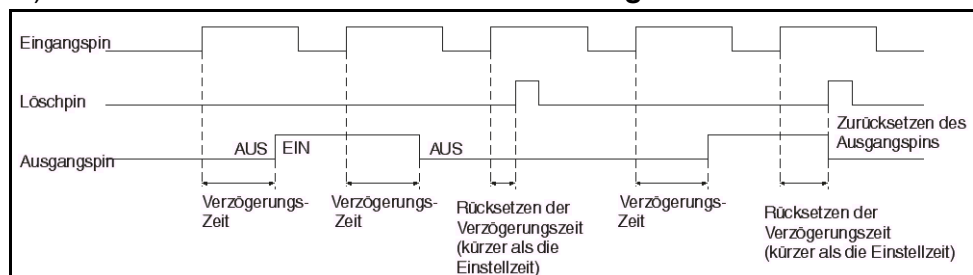 Eingangspin
Löschpin
Zurücksetzen des
Ausgangspins
Ausgangspin
AUS EIN AUS
Verzögerungs-
Zeit
Verzögerungs-
Zeit
Rücksetzen der
Verzögerungszeit
(kürzer als die
Einstellzeit)
Verzögerungs-
Zeit
Rücksetzen der
Verzögerungszeit
(kürzer als die Einstellzeit)